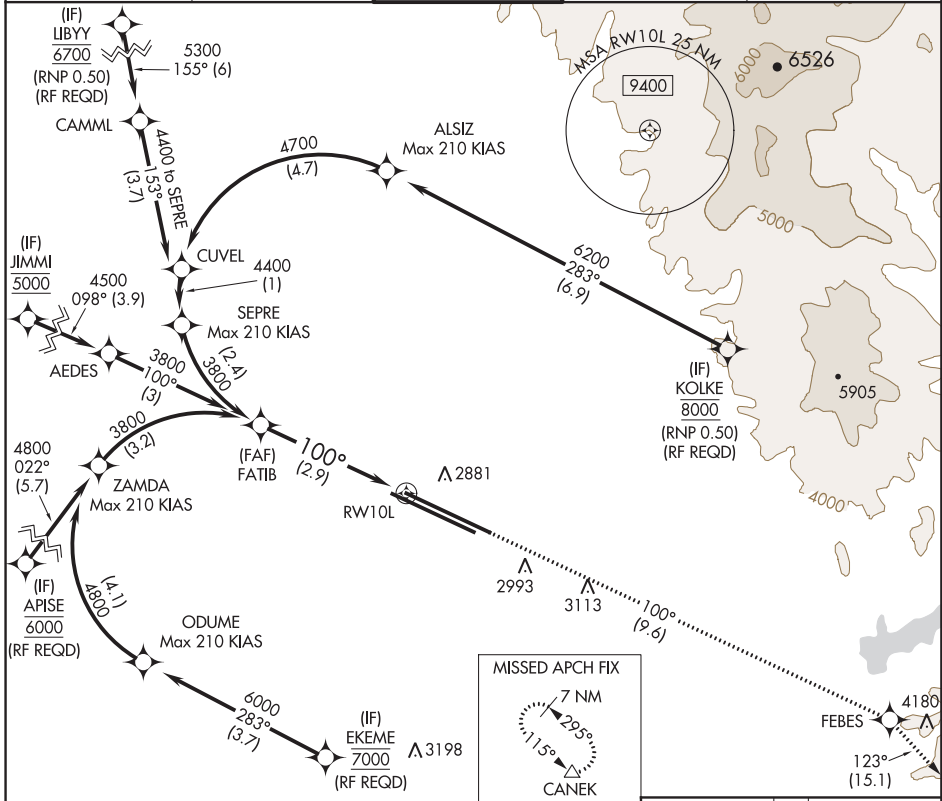 (IF)
LIBYY
6700
(RNP 0.50)
(RF REQD)
5300
155° (6)
CAMML
4400 to SEPRE
153°
(3.7)
4700
(4.7)
ALSIZ
Max 210 KIAS
MSA RW10L 25 NM
9400
6000
6526
5000
CUVEL
4400
(1)
6200
283°
(6.9)
(IF)
JIMMI
5000
4500
098° (3.9)
SEPRE
Max 210 KIAS
(2.4)
3800
AEDES
3800
100°
(3)
(IF)
KOLKE
8000
(RNP 0.50)
(RF REQD)
5905
4000
3800
(3.2)
(FAF)
FATIB
100°
(2.9)
2881
RW10L
4800
022°
(5.7)
ZAMDA
Max 210 KIAS
(IF)
APISE
6000
(RF REQD)
(4.1)
4800
2993
3113
100°
(9.6)
ODUME
Max 210 KIAS
6000
283°
(3.7)
(IF)
EKEME
7000
(RF REQD)
3198
MISSED APCH FIX
7 NM
295°
115°
CANEK
FEBES
4180
123°
(15.1)